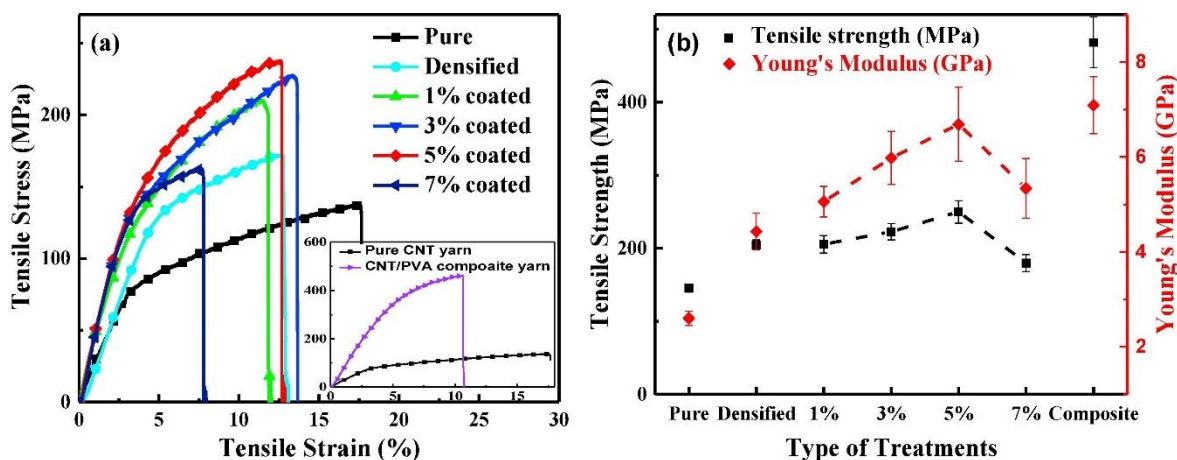 (a)
Pure
Densified
1% coated
3% coated
5% coated
7% coated
Tensile Stress (MPa)
200
100
0
0 5 10 15 20 25 30
Tensile Strain (%)
Pure CNT yarn
CNT/PVA compoaite yarn
600
400
200
0
0 5 10 15
(b)
Tensile strength (MPa)
Young's Modulus (GPa)
Tensile Strength (MPa)
400
200
0
Young's Modulus (GPa)
8
6
4
2
Pure Densified 1% 3% 5% 7% Composite
Type of Treatments